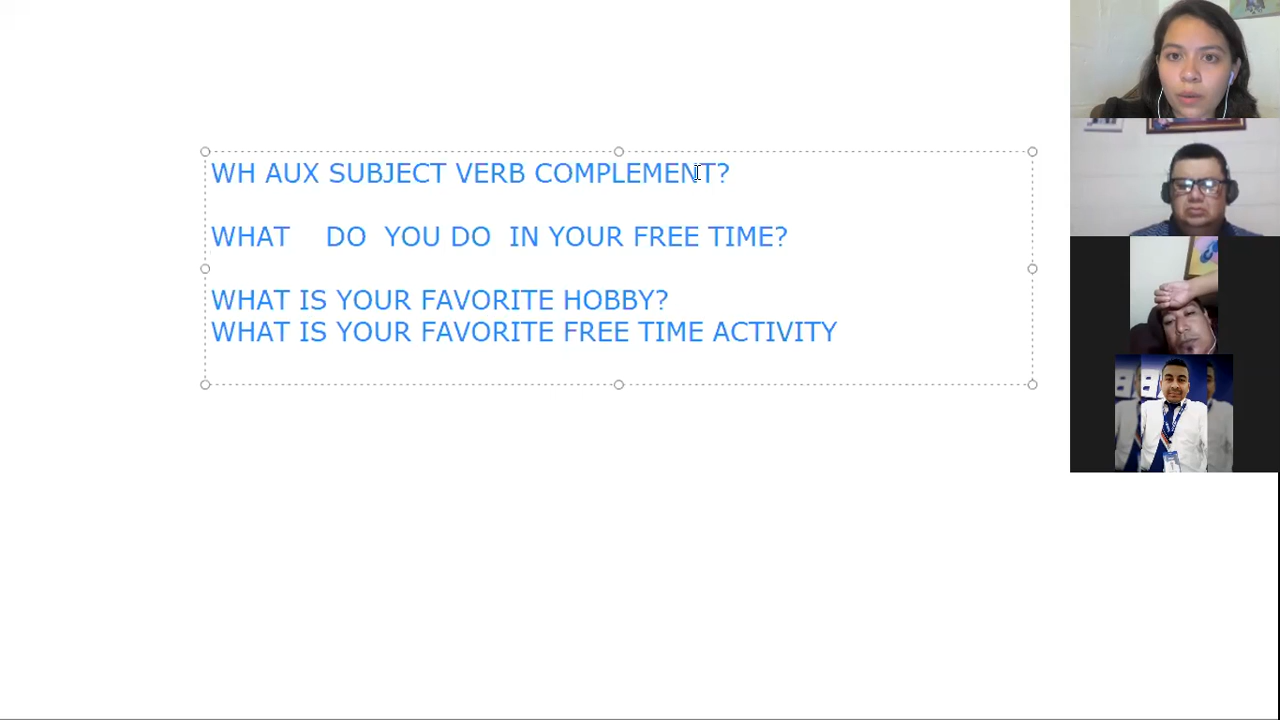 WH AUX SUBJECT VERB COMPLEMENT?
WHAT DO YOU DO IN YOUR FREE TIME?
WHAT IS YOUR FAVORITE HOBBY?
WHAT IS YOUR FAVORITE FREE TIME ACTIVITY